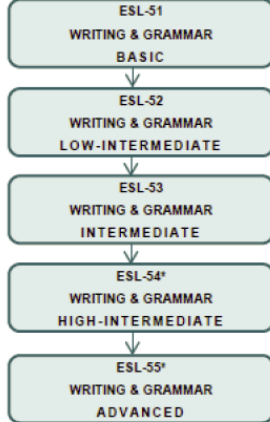 ESL-51
WRITING & GRAMMAR
BASIC
ESL-52
WRITING & GRAMMAR
LOW-INTERMEDIATE
ESL-53
WRITING & GRAMMAR
INTERMEDIATE
ESL-54*
WRITING & GRAMMAR
HIGH-INTERMEDIATE
ESL-55*
WRITING & GRAMMAR
ADVANCED